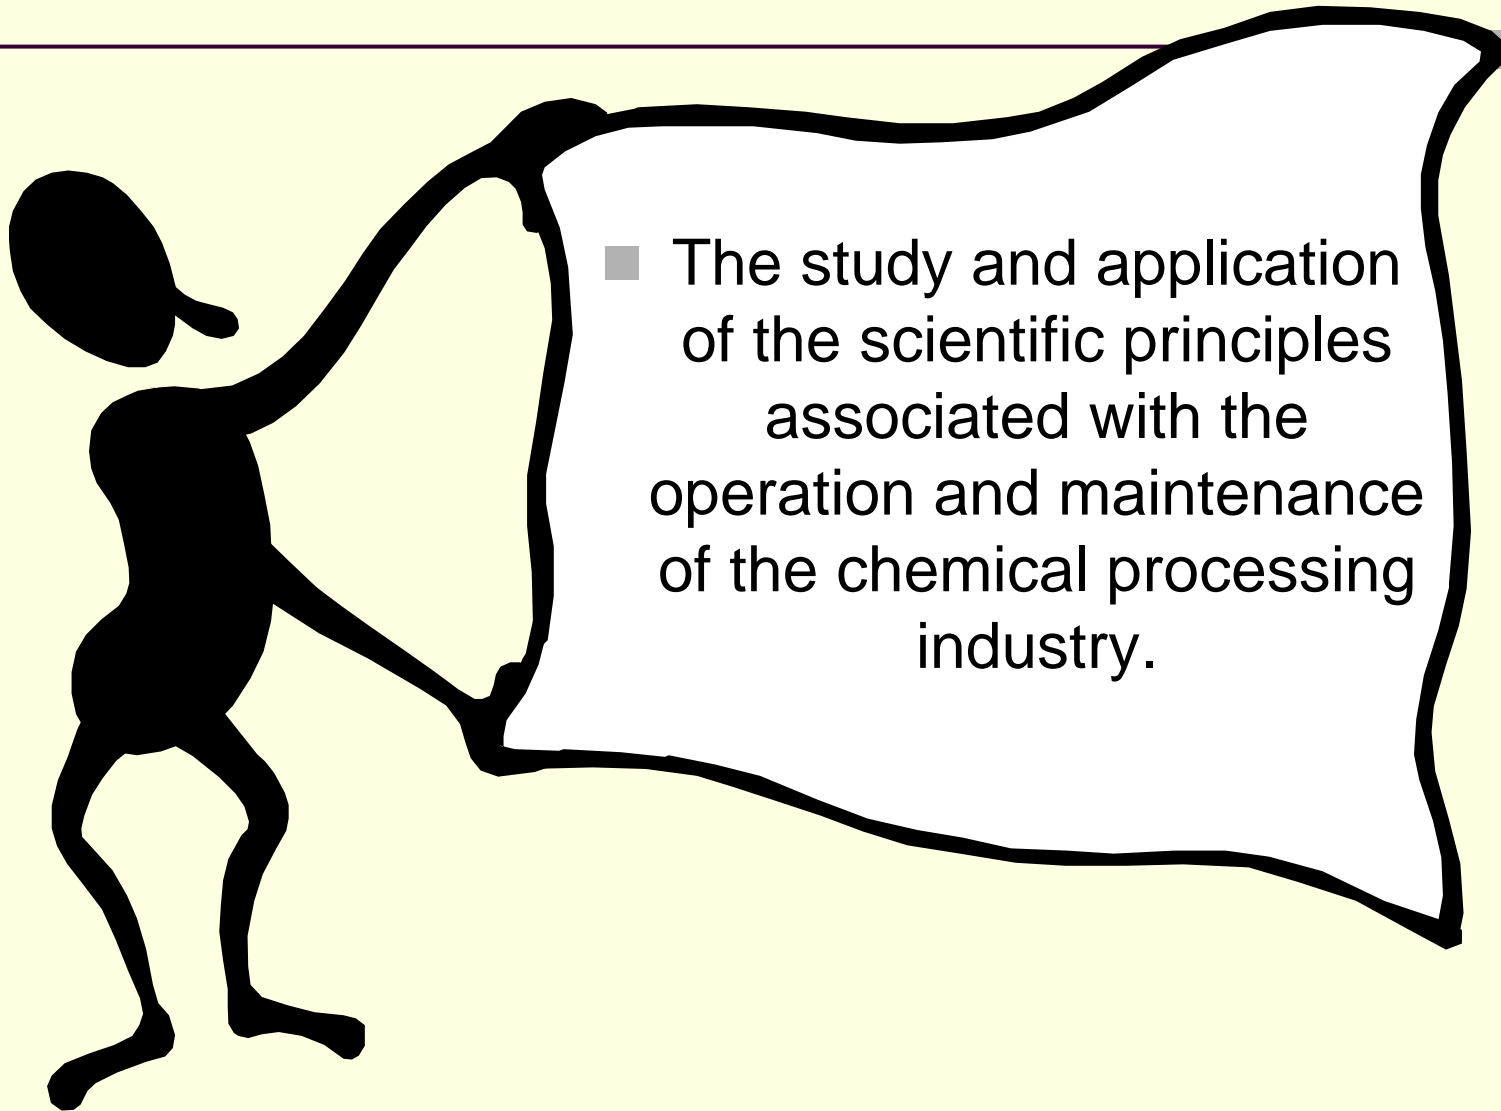 The study and application
of the scientific principles
associated with the
operation and maintenance
of the chemical processing
industry.